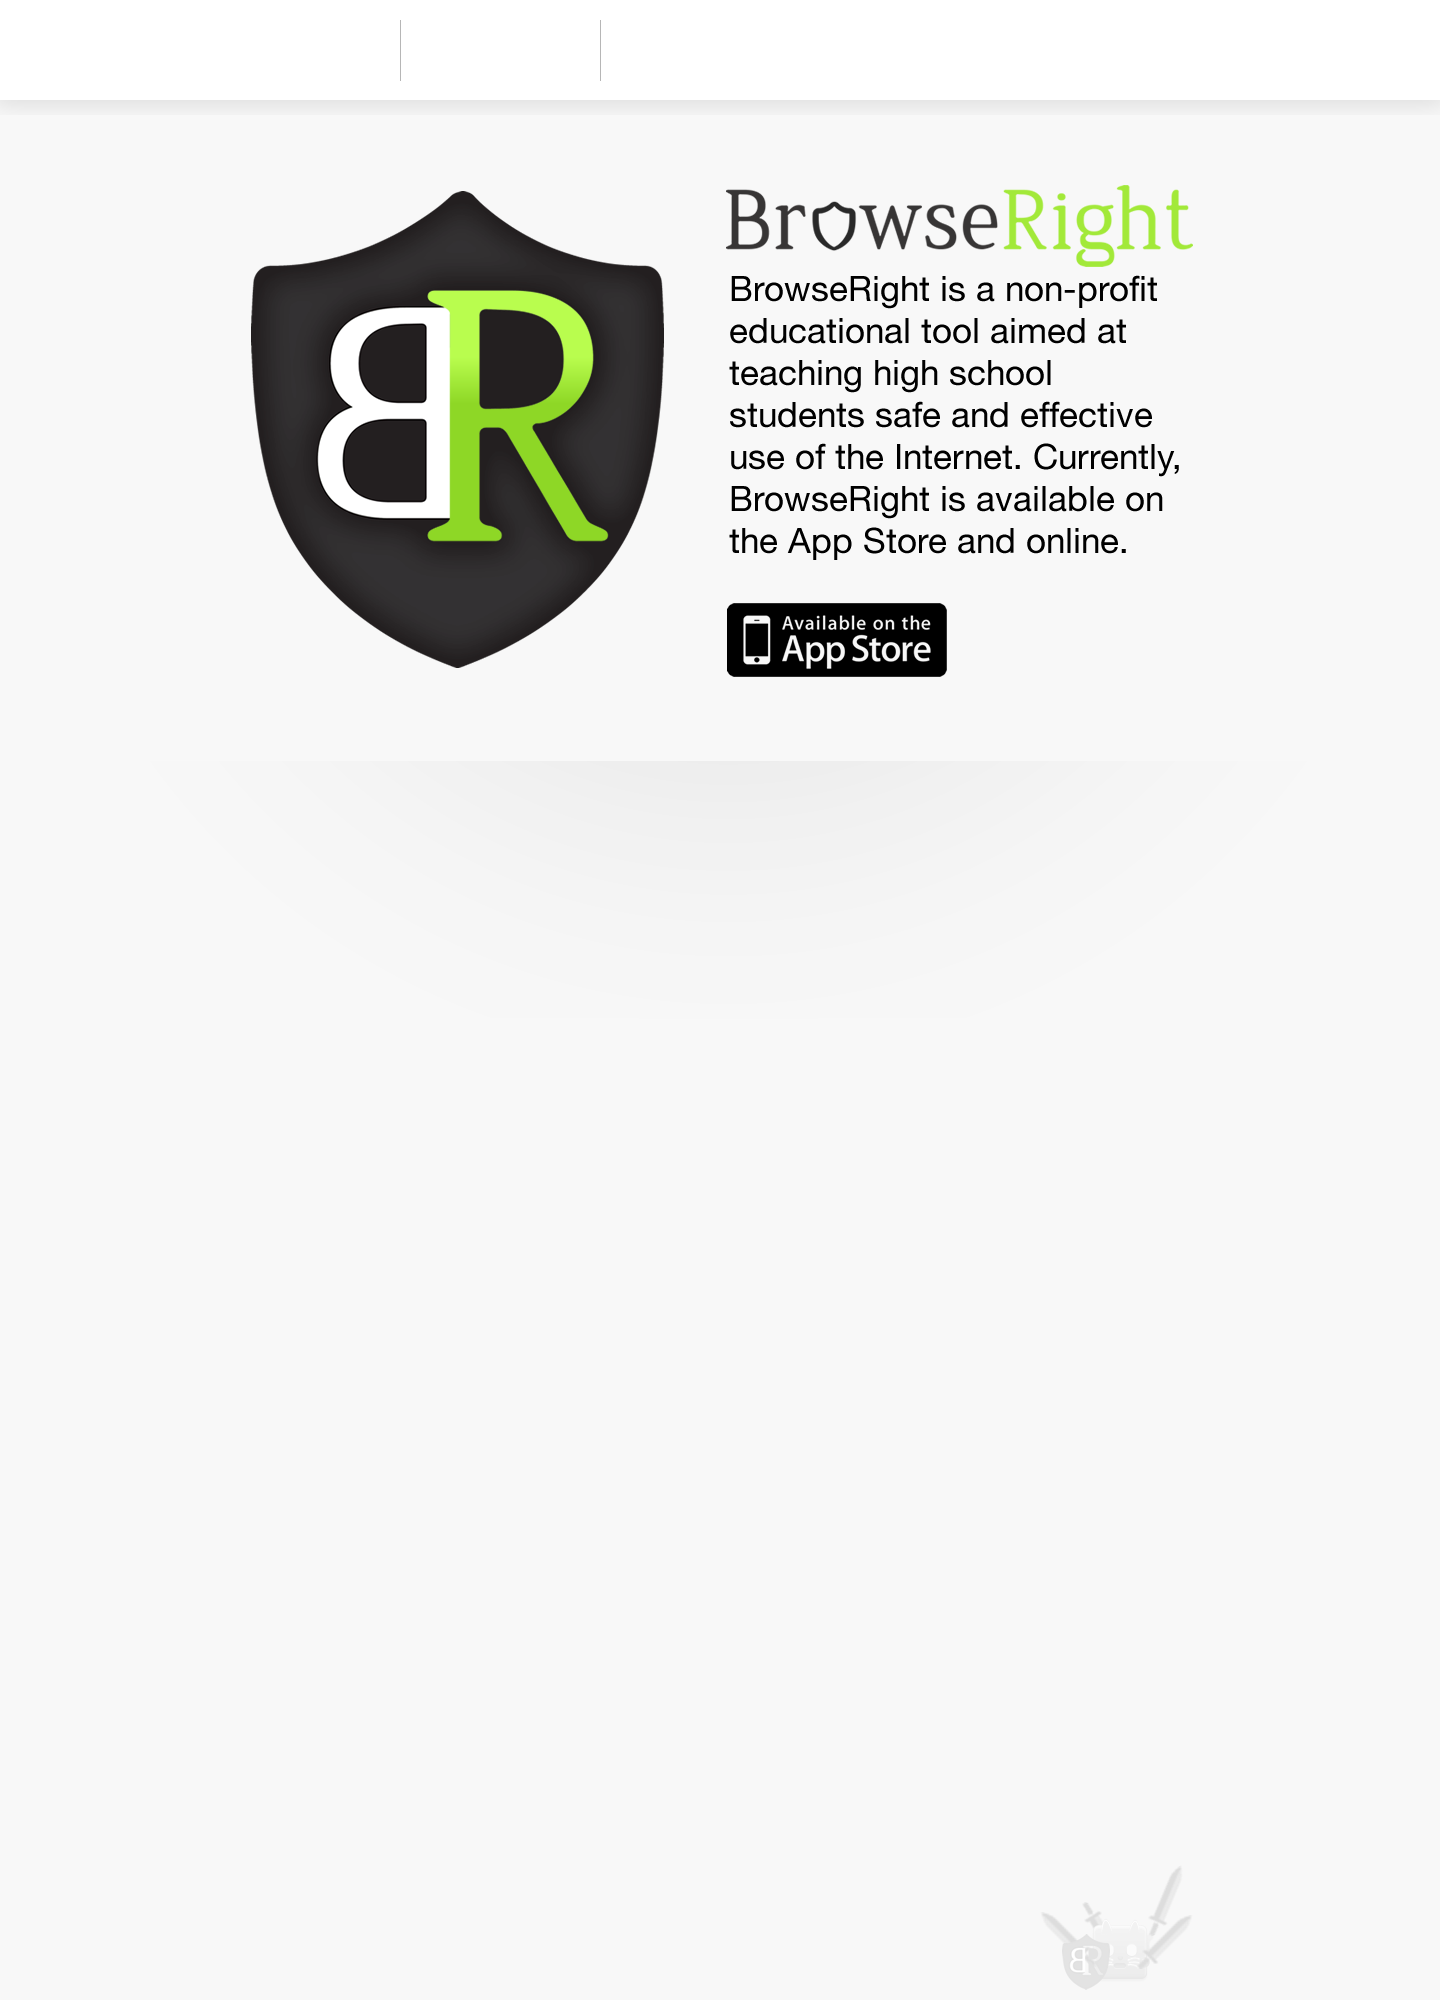 BR
BrowseRight
BrowseRight is a non-profit
educational tool aimed at
teaching high school
students safe and effective
use of the Internet. Currently,
BrowseRight is available on
the App Store and online.
Available on the
App Store
BR